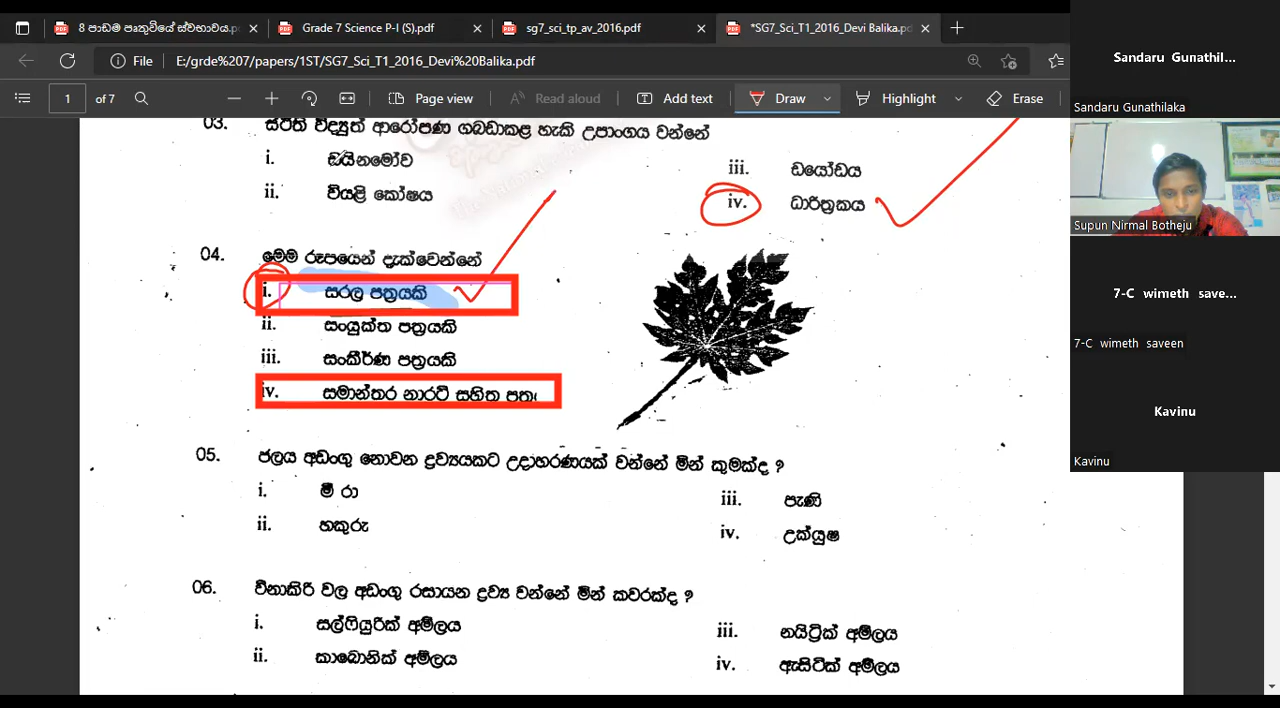 8 පාඩම පෘතුවියේ ස්වභාවය.p
Grade 7 Science P-I (S).pdf
sg7_sci_tp_av_2016.pdf
*SG7_Sci_T1_2016_Devi Balika.pd
File
E:/grde%207/papers/1ST/SG7_Sci_T1_2016_Devi%20Balika.pdf
1 of 7
Page view
Read aloud
Add text
Draw
Highlight
Erase
03. ස්ථිති විද්‍යුත් ආරෝපණ ගබඩාකළ හැකි උපාංගය වන්නේ
i. ඩයිනමෝව
iii. ඩයෝඩය
ii. වියළි කෝෂය
iv. ධාරිත්‍රකය
04. මෙම රූපයෙන් දැක්වෙන්නේ
i. සරල පත්‍රයකි
ii. සංයුක්ත පත්‍රයකි
iii. සංකීර්ණ පත්‍රයකි
iv. සමාන්තර නාරටි සහිත පත්‍ර
05. ජලය අඩංගු නොවන ද්‍රව්‍යයකට උදාහරණයක් වන්නේ මින් කුමක්ද ?
i. මී රා
iii. පැණි
ii. හකුරු
iv. උක්යුෂ
06. විනාකිරි වල අඩංගු රසායන ද්‍රව්‍ය වන්නේ මින් කවරක්ද ?
i. සල්ෆියුරික් අම්ලය
iii. නයිට්‍රික් අම්ලය
ii. කාබොනික් අම්ලය
iv. ඇසිටික් අම්ලය
Sandaru Gunathil...
Sandaru Gunathilaka
Supun Nirmal Botheju
7-C wimeth save...
7-C wimeth saveen
Kavinu
Kavinu